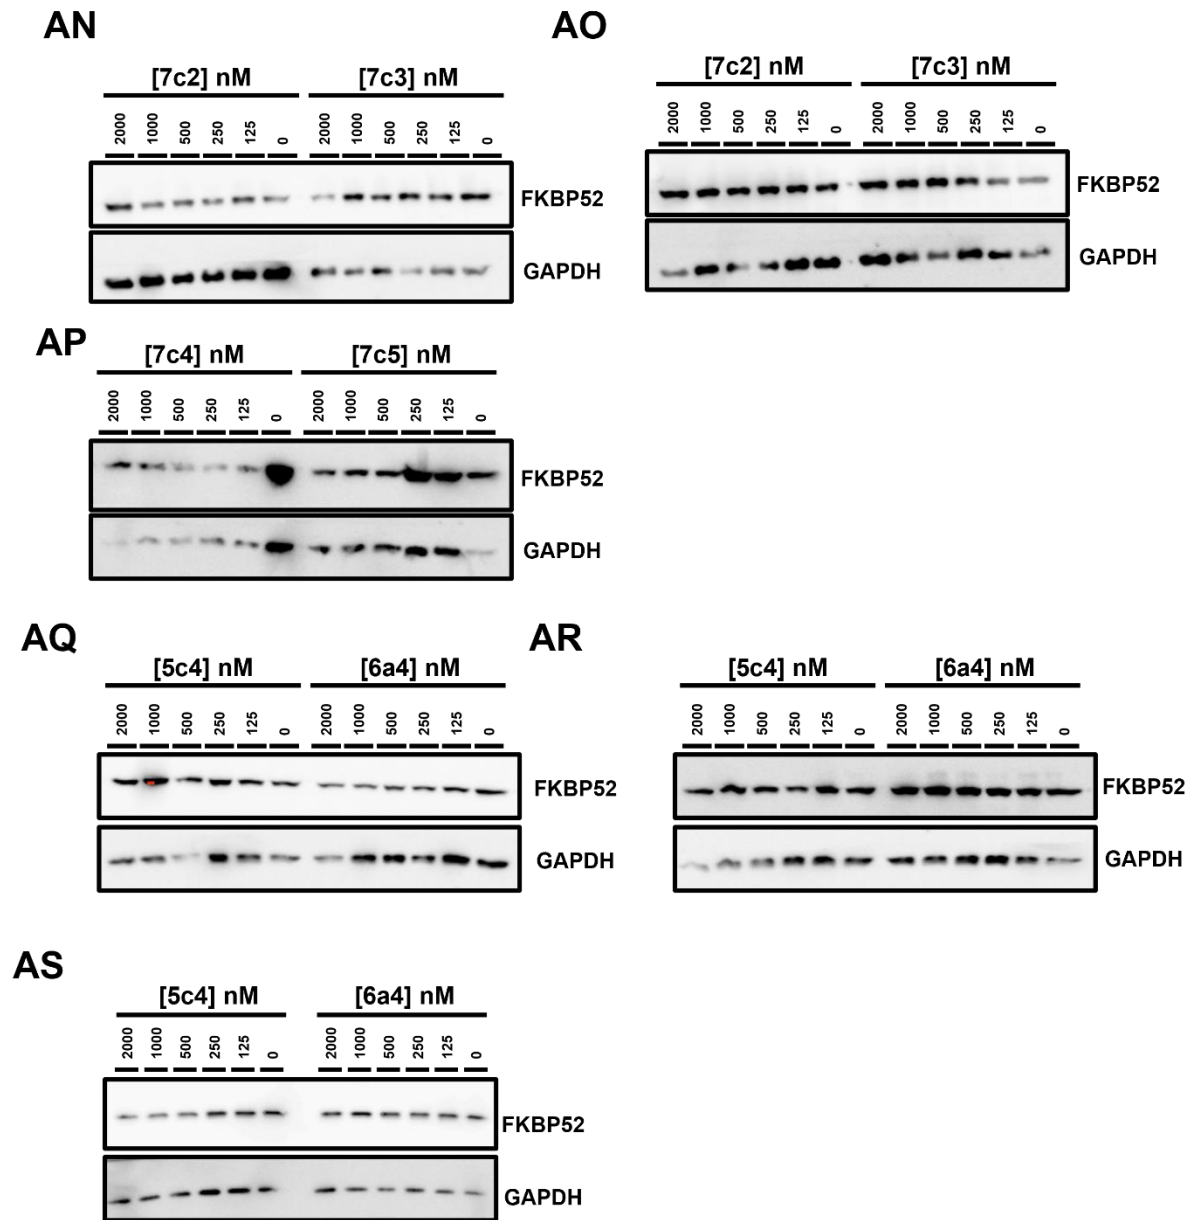 AN AO
[7c2] nM [7c3] nM [7c2] nM [7c3] nM
2000 1000 500 250 125 0 2000 1000 500 250 125 0 2000 1000 500 250 125 0 2000 1000 500 250 125 0
FKBP52 FKBP52
GAPDH GAPDH
AP
[7c4] nM [7c5] nM
2000 1000 500 250 125 0 2000 1000 500 250 125 0
FKBP52
GAPDH
AQ AR
[5c4] nM [6a4] nM [5c4] nM [6a4] nM
2000 1000 500 250 125 0 2000 1000 500 250 125 0 2000 1000 500 250 125 0 2000 1000 500 250 125 0
FKBP52 FKBP52
GAPDH GAPDH
AS
[5c4] nM [6a4] nM
2000 1000 500 250 125 0 2000 1000 500 250 125 0
FKBP52
GAPDH